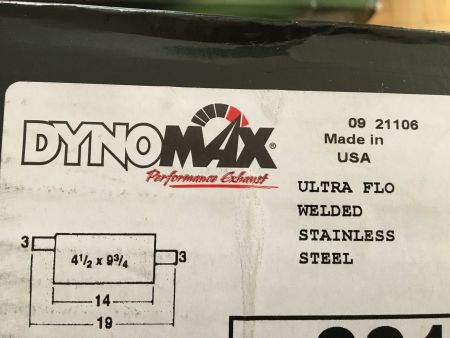 DYNOMAX®
Performance Exhaust
09 21106
Made in
USA
ULTRA FLO
WELDED
STAINLESS
STEEL
3 4 1/2 x 9 3/4 3
14
19